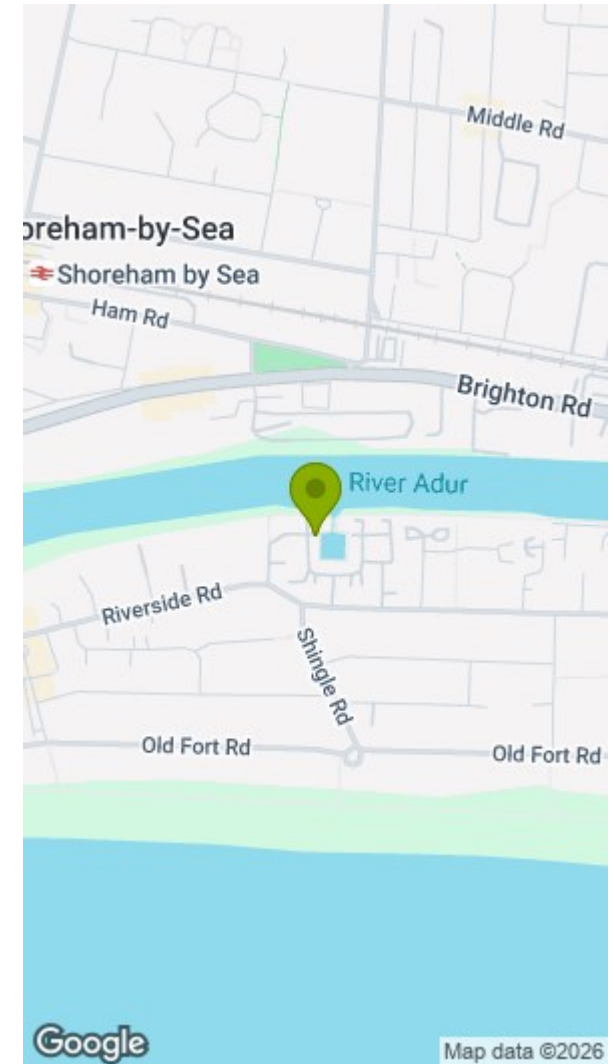 Middle Rd
oreham-by-Sea
Shoreham by Sea
Ham Rd
Brighton Rd
River Adur
Riverside Rd
Shingle Rd
Old Fort Rd
Old Fort Rd
Google
Map data ©2026